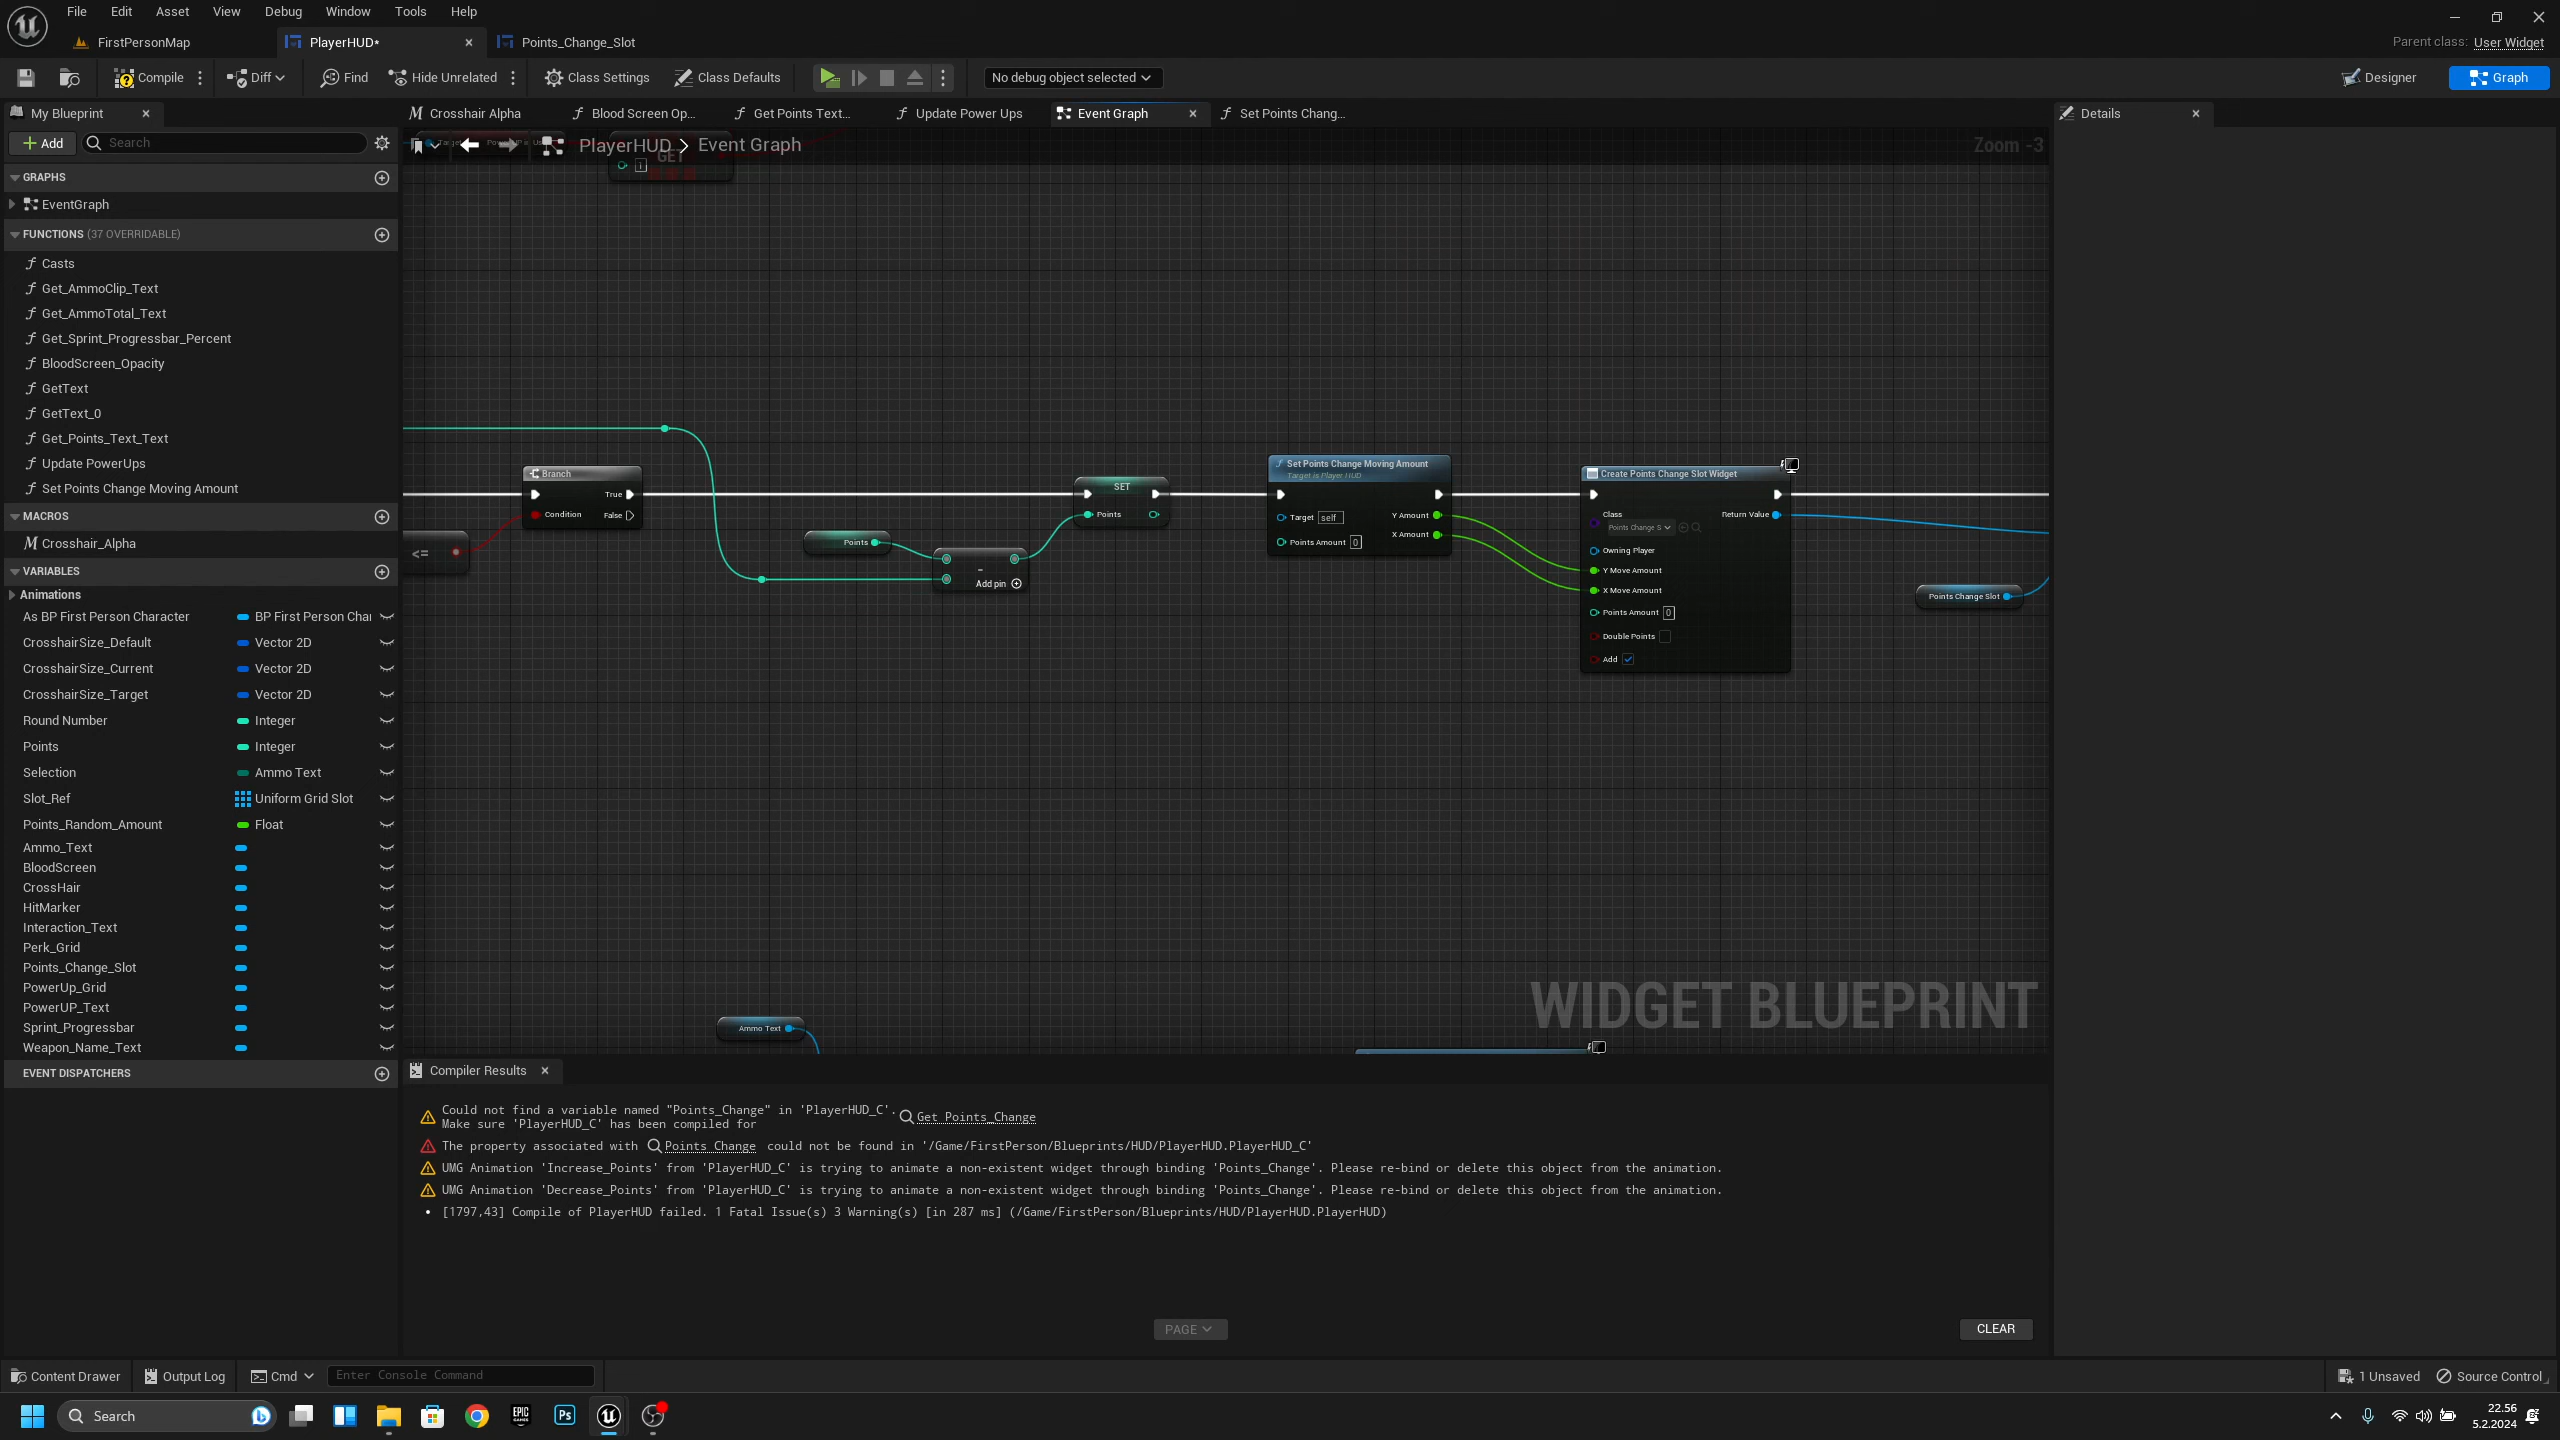 File Edit Asset View Debug Window Tools Help
FirstPersonMap PlayerHUD* Points_Change_Slot
Parent class: User Widget
Compile Diff Find Hide Unrelated Class Settings Class Defaults No debug object selected Designer Graph
My Blueprint Crosshair Alpha Blood Screen Op... Get Points Text... Update Power Ups Event Graph Set Points Chang... Details
Add Search
PlayerHUD > Event Graph Zoom -3
GET
GRAPHS
EventGraph
FUNCTIONS (37 OVERRIDABLE)
Casts
Get_AmmoClip_Text
Get_AmmoTotal_Text
Get_Sprint_Progressbar_Percent
BloodScreen_Opacity
GetText
GetText_0
Get_Points_Text_Text
Update PowerUps
Set Points Change Moving Amount
MACROS
Crosshair_Alpha
VARIABLES
Animations
As BP First Person Character BP First Person Cha
CrosshairSize_Default Vector 2D
CrosshairSize_Current Vector 2D
CrosshairSize_Target Vector 2D
Round Number Integer
Points Integer
Selection Ammo Text
Slot_Ref Uniform Grid Slot
Points_Random_Amount Float
Ammo_Text
BloodScreen
CrossHair
HitMarker
Interaction_Text
Perk_Grid
Points_Change_Slot
PowerUp_Grid
PowerUP_Text
Sprint_Progressbar
Weapon_Name_Text
EVENT DISPATCHERS
<=
Branch
True
Condition False
Points
-
Add pin
SET
Points
Set Points Change Moving Amount
Target is Player HUD
Target self Y Amount
X Amount
Points Amount 0
Create Points Change Slot Widget
Class Return Value
Points Change S
Owning Player
Y Move Amount
X Move Amount
Points Amount 0
Double Points
Add
Points Change Slot
Ammo Text
WIDGET BLUEPRINT
Compiler Results
Could not find a variable named "Points_Change" in 'PlayerHUD_C'.
Make sure 'PlayerHUD_C' has been compiled for Get Points_Change
The property associated with Points_Change could not be found in '/Game/FirstPerson/Blueprints/HUD/PlayerHUD.PlayerHUD_C'
UMG Animation 'Increase_Points' from 'PlayerHUD_C' is trying to animate a non-existent widget through binding 'Points_Change'. Please re-bind or delete this object from the animation.
UMG Animation 'Decrease_Points' from 'PlayerHUD_C' is trying to animate a non-existent widget through binding 'Points_Change'. Please re-bind or delete this object from the animation.
[1797,43] Compile of PlayerHUD failed. 1 Fatal Issue(s) 3 Warning(s) [in 287 ms] (/Game/FirstPerson/Blueprints/HUD/PlayerHUD.PlayerHUD)
PAGE CLEAR
Content Drawer Output Log Cmd Enter Console Command 1 Unsaved Source Control
Search EPIC GAMES Ps 22.56
5.2.2024